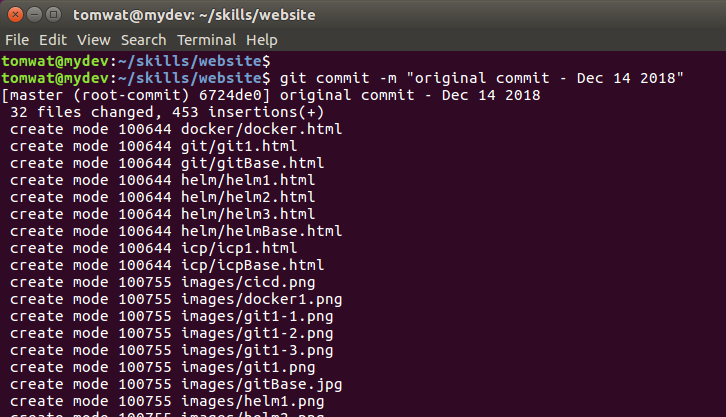 tomwat@mydev: ~/skills/website
File Edit View Search Terminal Help
tomwat@mydev:~/skills/website$
tomwat@mydev:~/skills/website$ git commit -m "original commit - Dec 14 2018"
[master (root-commit) 6724de0] original commit - Dec 14 2018
 32 files changed, 453 insertions(+)
 create mode 100644 docker/docker.html
 create mode 100644 git/git1.html
 create mode 100644 git/gitBase.html
 create mode 100644 helm/helm1.html
 create mode 100644 helm/helm2.html
 create mode 100644 helm/helm3.html
 create mode 100644 helm/helmBase.html
 create mode 100644 icp/icp1.html
 create mode 100644 icp/icpBase.html
 create mode 100755 images/cicd.png
 create mode 100755 images/docker1.png
 create mode 100755 images/git1-1.png
 create mode 100755 images/git1-2.png
 create mode 100755 images/git1-3.png
 create mode 100755 images/git1.png
 create mode 100755 images/gitBase.jpg
 create mode 100755 images/helm1.png
 create mode 100755 images/helm2.png